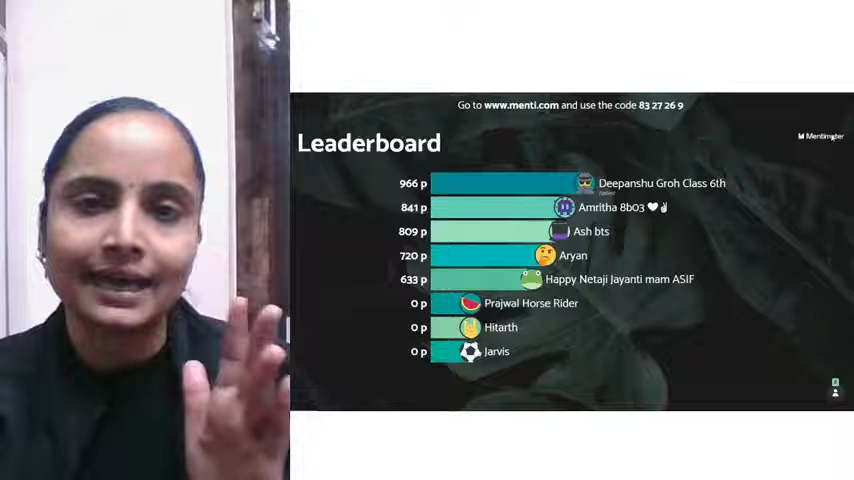 Go to www.menti.com and use the code 83 27 26 9
Mentimeter
Leaderboard
966 p Deepanshu Groh Class 6th
841 p Amritha 8b03 ❤✌
809 p Ash bts
720 p Aryan
633 p Happy Netaji Jayanti mam ASIF
0 p Prajwal Horse Rider
0 p Hitarth
0 p Jarvis